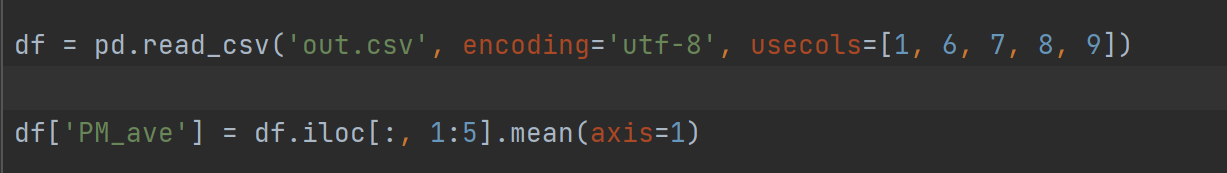 df = pd.read_csv('out.csv', encoding='utf-8', usecols=[1, 6, 7, 8, 9])
df['PM_ave'] = df.iloc[:, 1:5].mean(axis=1)